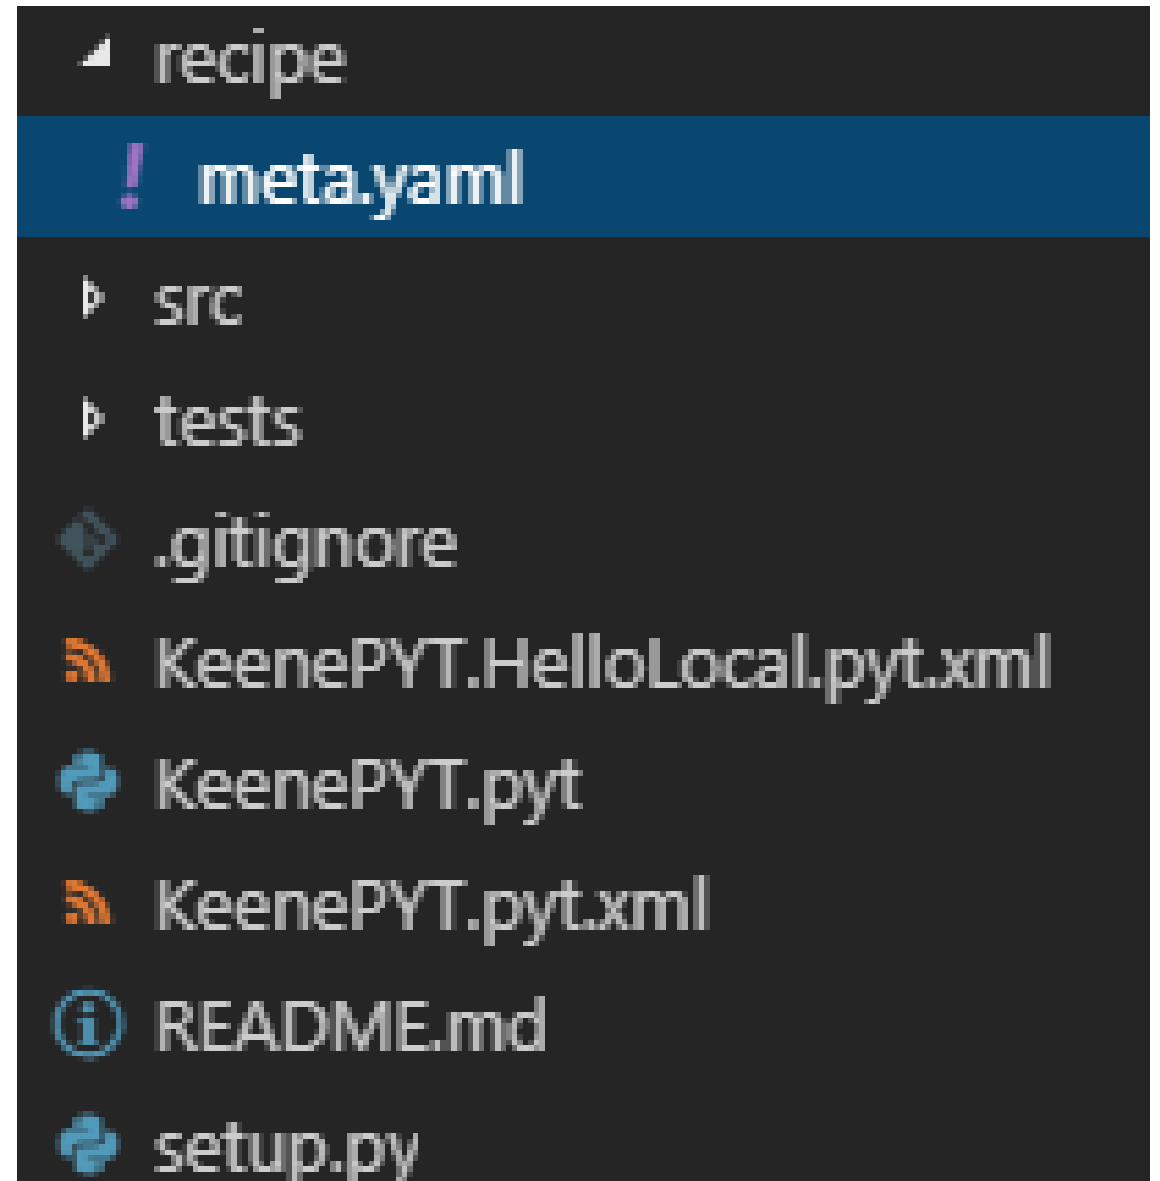 recipe
meta.yaml
src
tests
.gitignore
KeenePYT.HelloLocal.pyt.xml
KeenePYT.pyt
KeenePYT.pyt.xml
README.md
setup.py